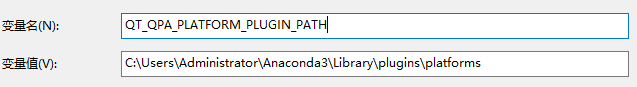 变量名(N): QT_QPA_PLATFORM_PLUGIN_PATH
变量值(V): C:\Users\Administrator\Anaconda3\Library\plugins\platforms